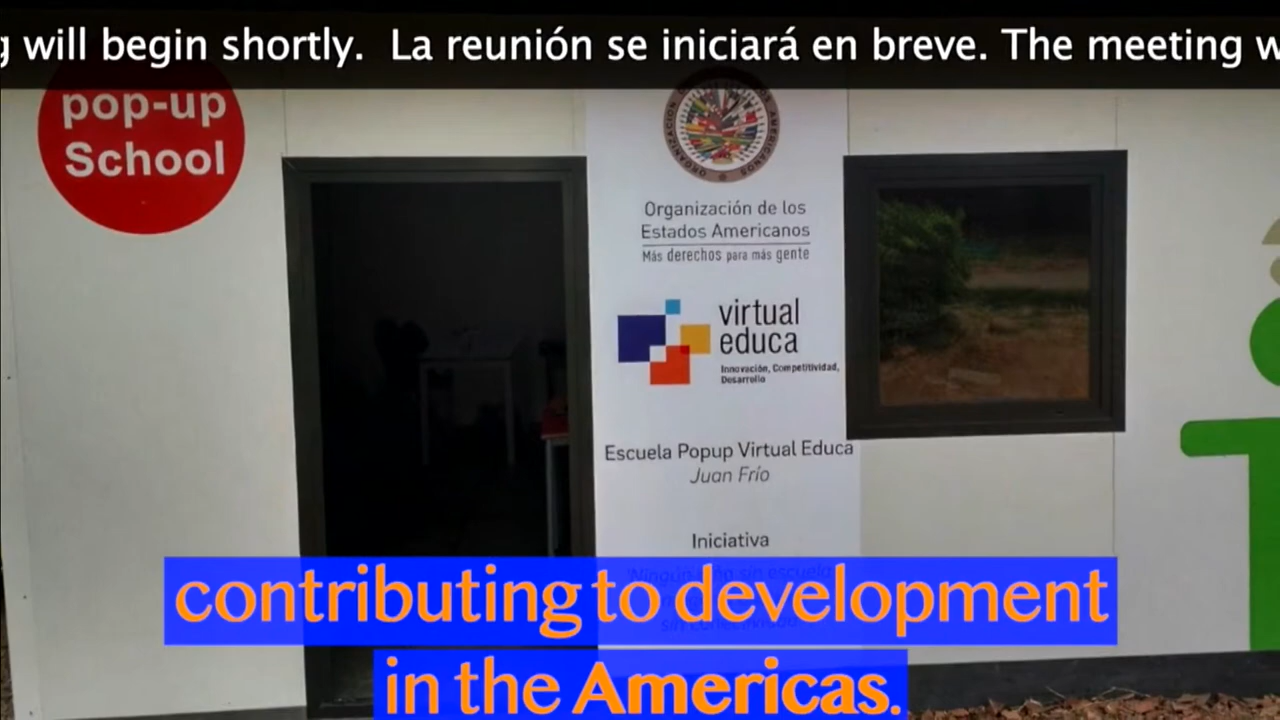 g will begin shortly.  La reunión se iniciará en breve. The meeting w
pop-up
School
Organización de los
Estados Americanos
Más derechos para más gente
virtual
educa
Innovación, Competitividad,
Desarrollo
Escuela Popup Virtual Educa
Juan Frío
Iniciativa
contributing to development
in the Americas.